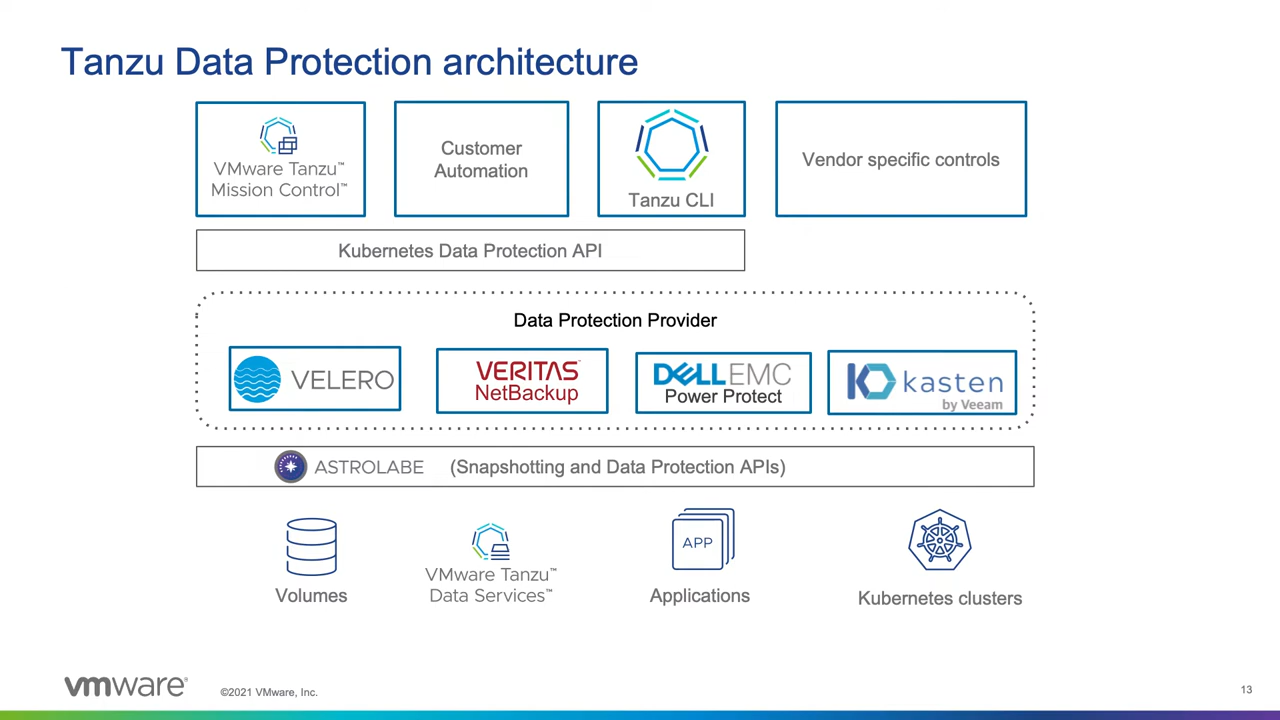 Tanzu Data Protection architecture
VMware Tanzu™
Mission Control™
Customer
Automation
Tanzu CLI
Vendor specific controls
Kubernetes Data Protection API
Data Protection Provider
VELERO
VERITAS™
NetBackup
DELLEMC
Power Protect
kasten
by Veeam
ASTROLABE (Snapshotting and Data Protection APIs)
Volumes
VMware Tanzu™
Data Services™
APP
Applications
Kubernetes clusters
vmware®
©2021 VMware, Inc.
13